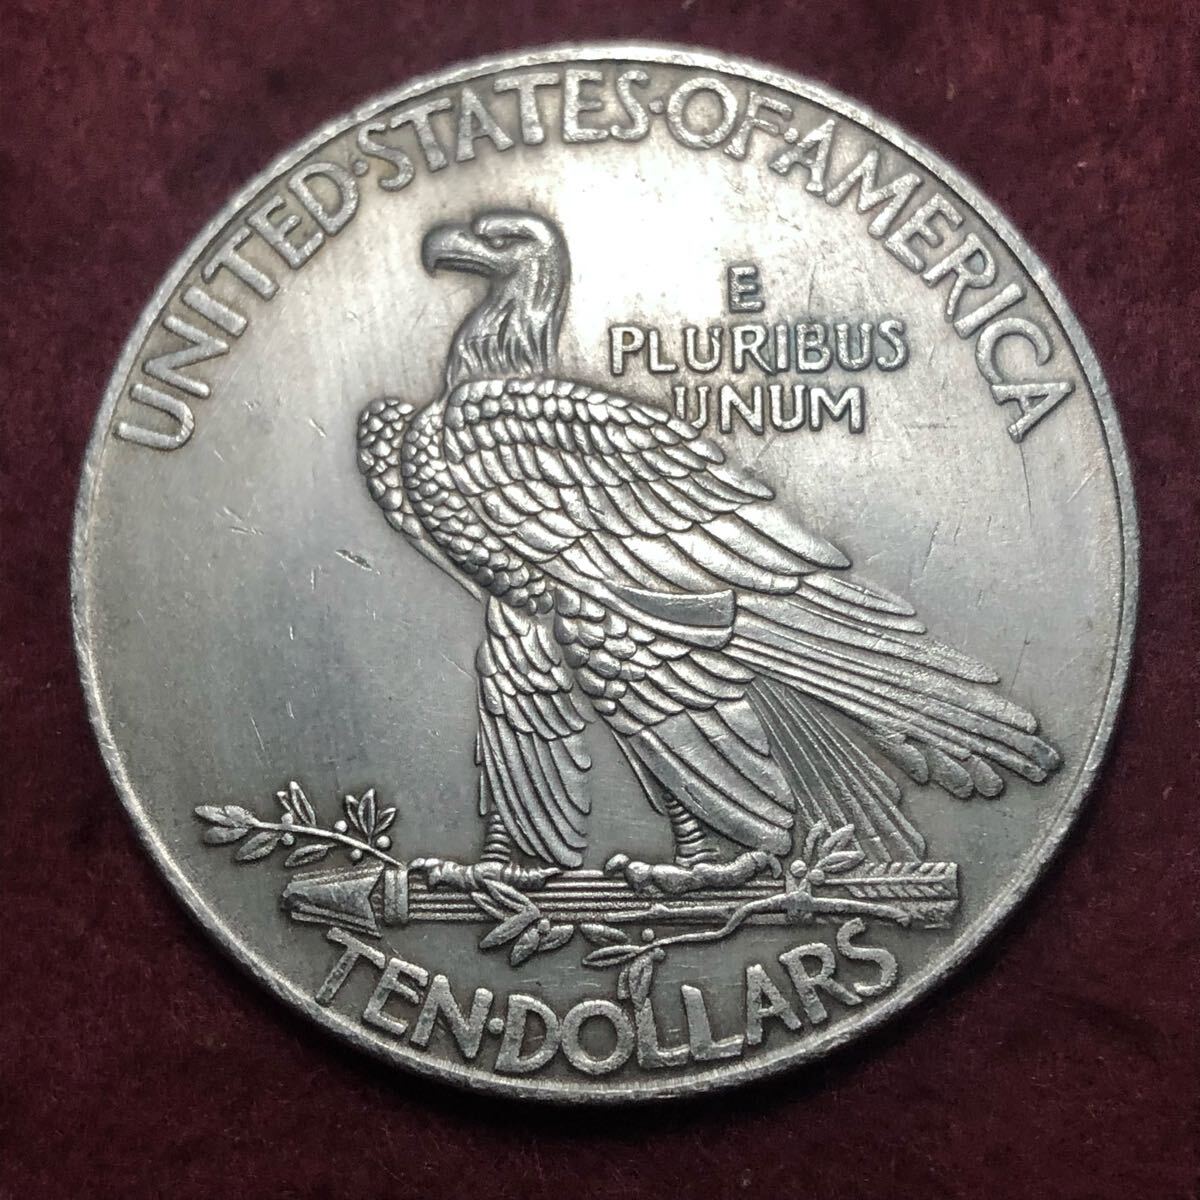 UNITED·STATES·OF·AMERICA
E
PLURIBUS
UNUM
TEN·DOLLARS